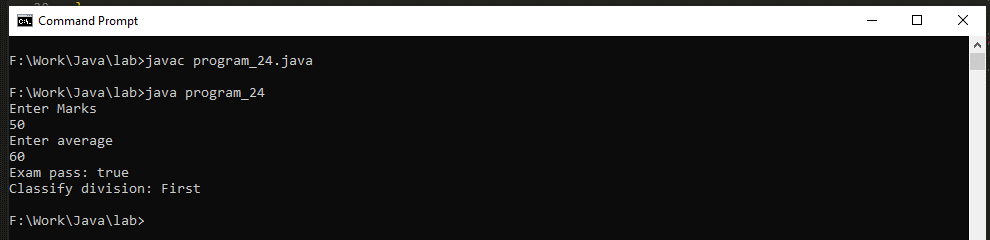 Command Prompt
F:\Work\Java\lab>javac program_24.java
F:\Work\Java\lab>java program_24
Enter Marks
50
Enter average
60
Exam pass: true
Classify division: First
F:\Work\Java\lab>